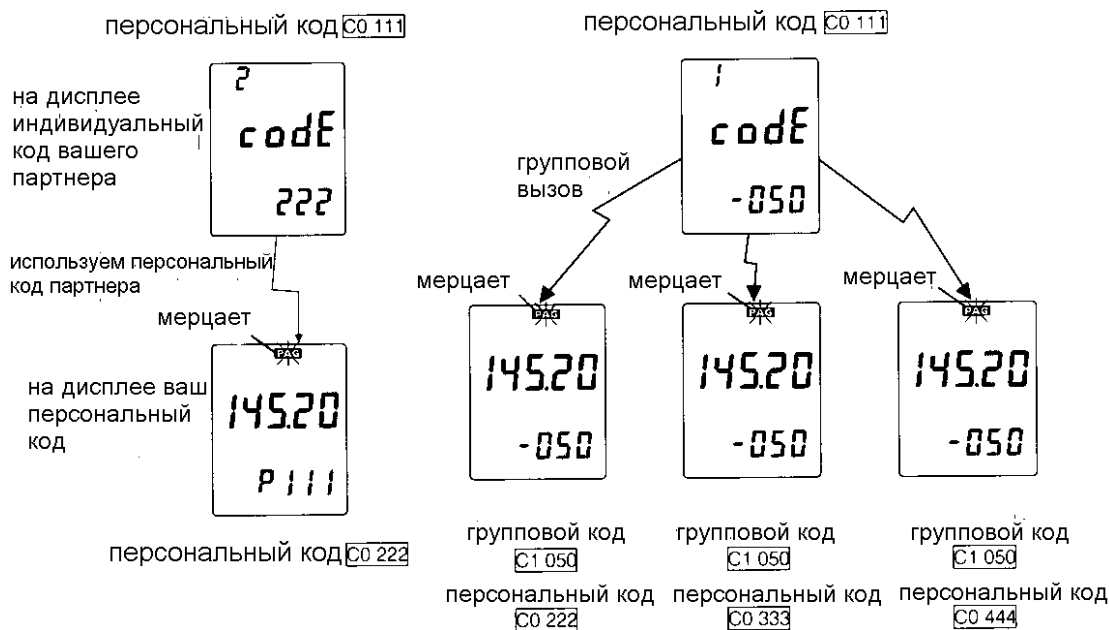 персональный код C0 111
2
codE
222
на дисплее
индивидуальный
код вашего
партнера
используем персональный
код партнера
мерцает
PAG
145.20
P111
на дисплее ваш
персональный
код
персональный код C0 222
персональный код C0 111
1
codE
-050
групповой
вызов
мерцает
PAG
145.20
-050
групповой код
C1 050
персональный код
C0 222
мерцает
PAG
145.20
-050
групповой код
C1 050
персональный код
C0 333
мерцает
PAG
145.20
-050
групповой код
C1 050
персональный код
C0 444